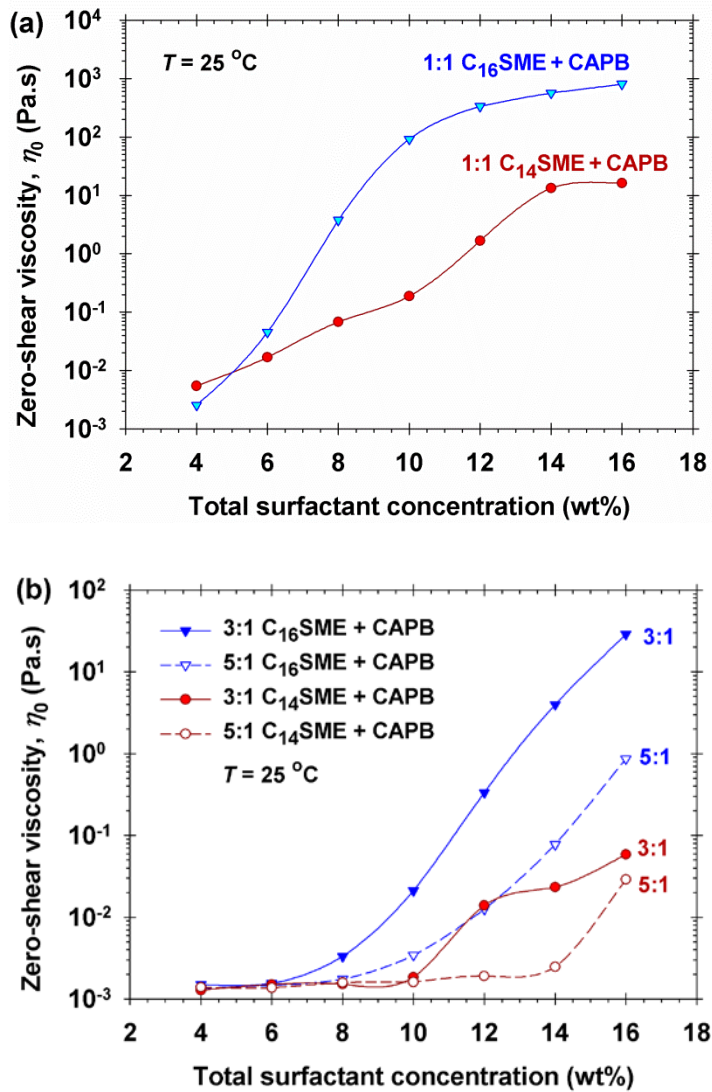 (a)
T = 25 °C
1:1 C₁₆SME + CAPB
1:1 C₁₄SME + CAPB
Zero-shear viscosity, η₀ (Pa.s)
10⁴
10³
10²
10¹
10⁰
10⁻¹
10⁻²
10⁻³
2 4 6 8 10 12 14 16 18
Total surfactant concentration (wt%)
(b)
3:1 C₁₆SME + CAPB
5:1 C₁₆SME + CAPB
3:1 C₁₄SME + CAPB
5:1 C₁₄SME + CAPB
T = 25 °C
3:1
5:1
3:1
5:1
Zero-shear viscosity, η₀ (Pa.s)
10²
10¹
10⁰
10⁻¹
10⁻²
10⁻³
2 4 6 8 10 12 14 16 18
Total surfactant concentration (wt%)